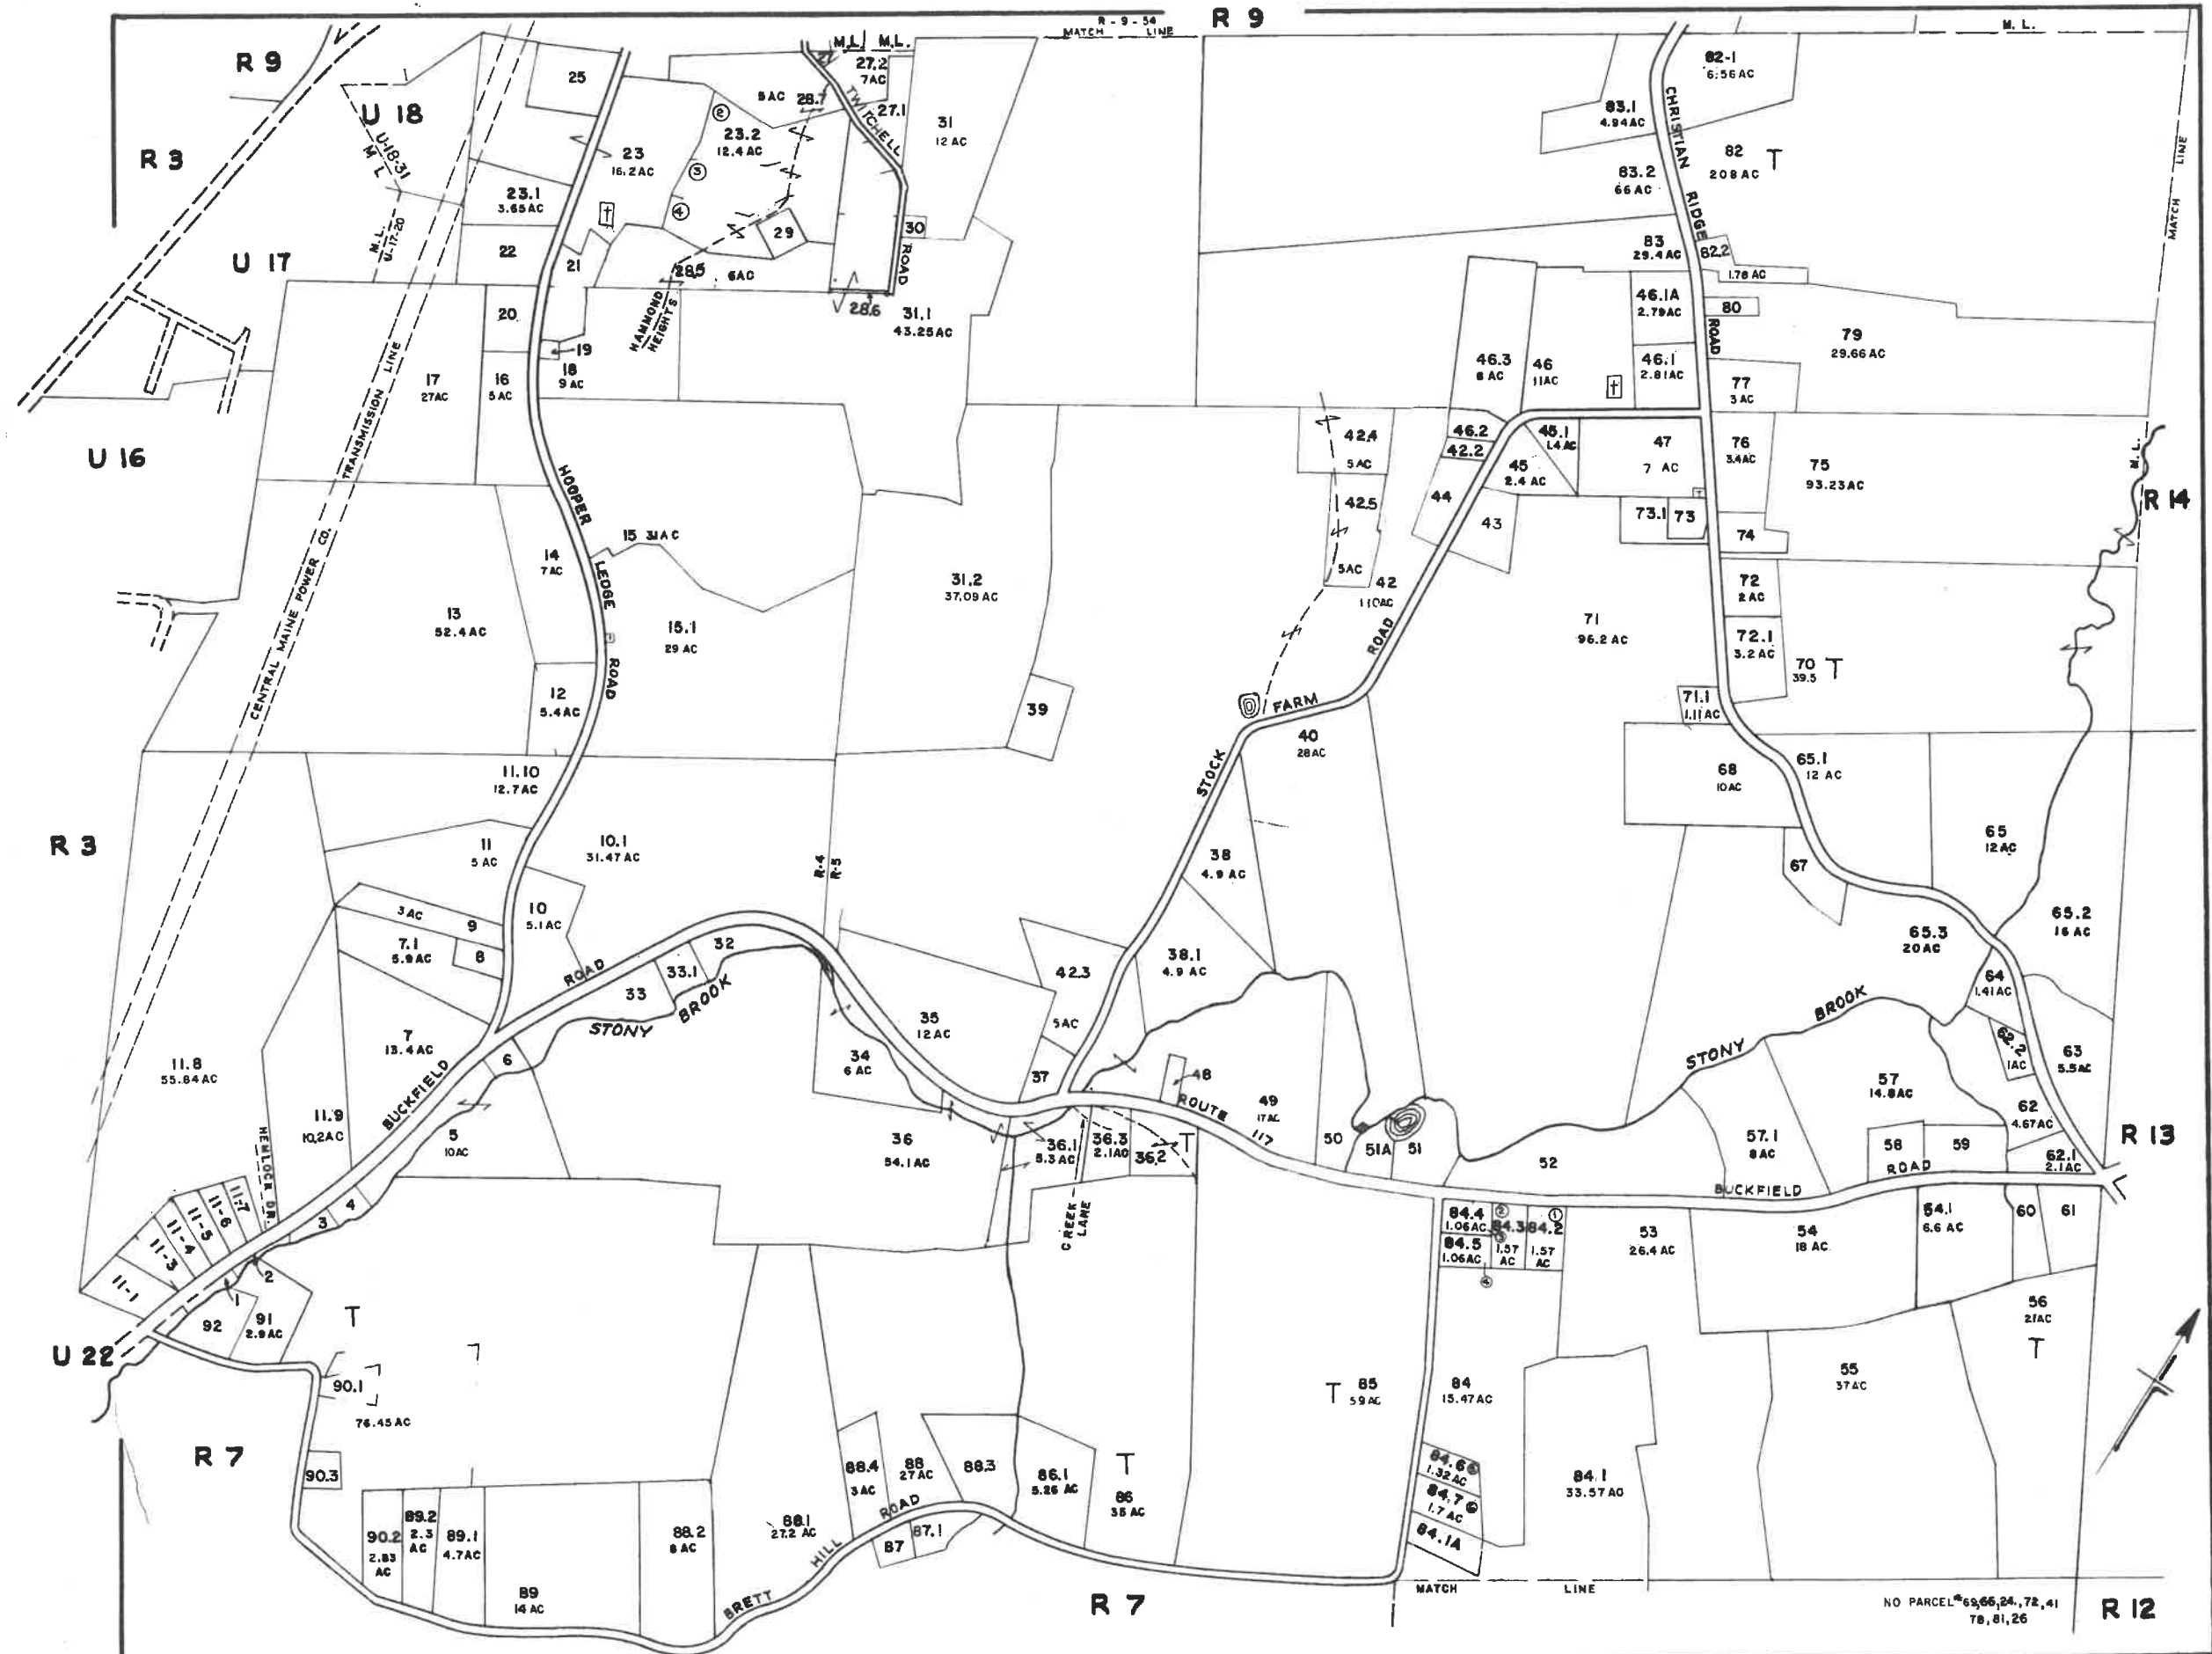 R 9
R - 9 - 54
MATCH LINE
M.L.
M.L.
M.L.
R 9
U 18
R 3
U-18-31
M L
M.L.
U-17-20
U 17
U 16
25
23
16.2 AC
23.1
3.65 AC
22
21
20
19
18
9 AC
17
27 AC
16
5 AC
2
3
4
23.2
12.4 AC
5 AC
28.7
27.2
7 AC
27.1
TWITCHELL
ROAD
31
12 AC
30
29
28.5
6 AC
28.6
31.1
43.25 AC
HAMMOND
HEIGHTS
82-1
6.56 AC
83.1
4.94 AC
CHRISTIAN
RIDGE
ROAD
82
208 AC
T
83.2
66 AC
83
29.4 AC
82.2
1.76 AC
MATCH LINE
46.1A
2.79 AC
80
79
29.66 AC
46.3
8 AC
46
11 AC
46.1
2.81 AC
77
3 AC
42.4
5 AC
46.2
42.2
45.1
1.4 AC
45
2.4 AC
47
7 AC
76
3.4 AC
75
93.23 AC
M.L.
R 14
42.5
5 AC
44
43
73.1
73
74
42
110 AC
CENTRAL MAINE POWER CO.
TRANSMISSION LINE
HOOPER
LEDGE
ROAD
14
7 AC
15 .31 AC
13
52.4 AC
15.1
29 AC
12
5.4 AC
31.2
37.09 AC
39
72
2 AC
71
96.2 AC
72.1
3.2 AC
70
39.5
T
71.1
1.11 AC
STOCK
FARM
ROAD
40
28 AC
68
10 AC
65.1
12 AC
65
12 AC
67
R 3
11.10
12.7 AC
11
5 AC
10.1
31.47 AC
R-4
R-5
38
4.9 AC
3 AC
9
7.1
5.9 AC
8
10
5.1 AC
65.2
16 AC
65.3
20 AC
64
1.41 AC
32
33.1
33
STONY
BROOK
ROAD
42.3
5 AC
38.1
4.9 AC
35
12 AC
34
6 AC
37
48
ROUTE
117
49
17 AC
STONY
BROOK
62.2
1 AC
63
5.5 AC
57
14.8 AC
7
13.4 AC
6
BUCKFIELD
11.8
55.84 AC
11.9
10.2 AC
5
10 AC
HEMLOCK DR.
36
54.1 AC
36.1
5.3 AC
36.3
2.1 AC
36.2
T
CREEK
LANE
50
51A
51
52
57.1
8 AC
62
4.67 AC
58
59
62.1
2.1 AC
R 13
BUCKFIELD
ROAD
11-7
11-6
11-5
11-4
11-3
11-1
4
3
2
1
92
91
2.9 AC
T
U 22
84.4
1.06 AC
84.5
1.06 AC
2
84.3
3
1.57
AC
1
84.2
1.57
AC
4
53
26.4 AC
54
18 AC
54.1
6.6 AC
60
61
56
21 AC
T
55
37 AC
90.1
76.45 AC
T
85
59 AC
84
15.47 AC
R 7
90.3
88.4
3 AC
88
27 AC
88.3
86.1
5.26 AC
T
86
35 AC
84.6 5
1.32 AC
84.7 6
1.7 AC
84.1A
84.1
33.57 AC
90.2
2.83
AC
89.2
2.3
AC
89.1
4.7 AC
89
14 AC
88.2
8 AC
88.1
27.2 AC
BRETT
HILL
ROAD
87
87.1
R 7
MATCH LINE
NO PARCEL # 69,66,24,,72,41
78,81,26
R 12